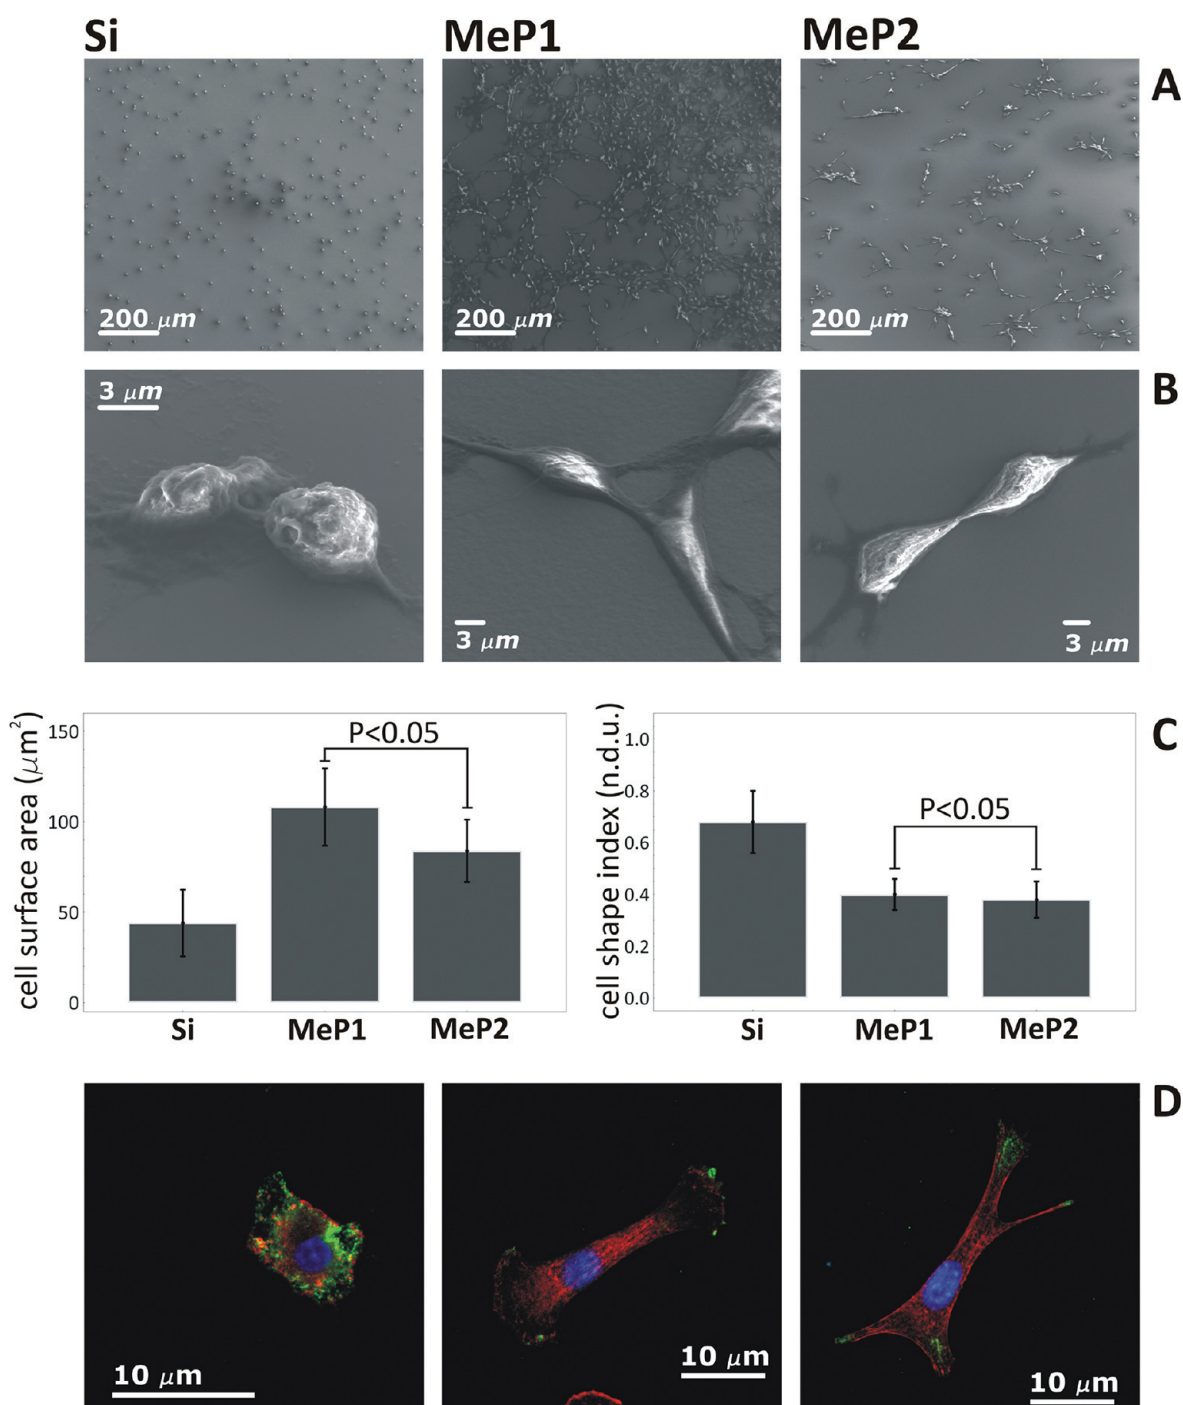 Si MeP1 MeP2
A
200 μm 200 μm 200 μm
B
3 μm
3 μm
3 μm
C
cell surface area (μm²)
150
100
50
0
P<0.05
Si MeP1 MeP2
cell shape index (n.d.u.)
1.0
0.8
0.6
0.4
0.2
0.0
P<0.05
Si MeP1 MeP2
D
10 μm
10 μm
10 μm